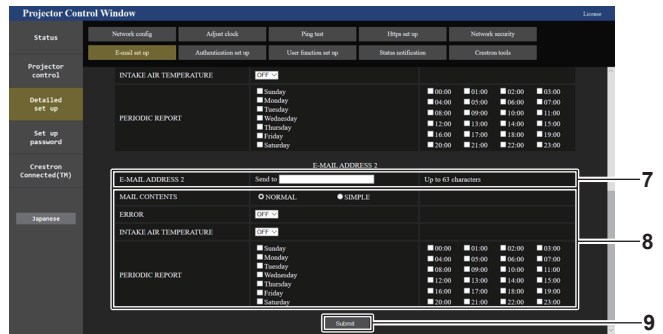 Projector Control Window
License
Status
Network config
Adjust clock
Ping test
Https set up
Network security
E-mail set up
Authentication set up
User function set up
Status notification
Crestron tools
Projector
control
Detailed
set up
Set up
password
Crestron
Connected(TM)
Japanese
INTAKE AIR TEMPERATURE
OFF
PERIODIC REPORT
Sunday
Monday
Tuesday
Wednesday
Thursday
Friday
Saturday
00:00 01:00 02:00 03:00
04:00 05:00 06:00 07:00
08:00 09:00 10:00 11:00
12:00 13:00 14:00 15:00
16:00 17:00 18:00 19:00
20:00 21:00 22:00 23:00
E-MAIL ADDRESS 2
E-MAIL ADDRESS 2
Send to
Up to 63 characters
7
MAIL CONTENTS
NORMAL
SIMPLE
ERROR
OFF
INTAKE AIR TEMPERATURE
OFF
8
PERIODIC REPORT
Sunday
Monday
Tuesday
Wednesday
Thursday
Friday
Saturday
00:00 01:00 02:00 03:00
04:00 05:00 06:00 07:00
08:00 09:00 10:00 11:00
12:00 13:00 14:00 15:00
16:00 17:00 18:00 19:00
20:00 21:00 22:00 23:00
Submit
9